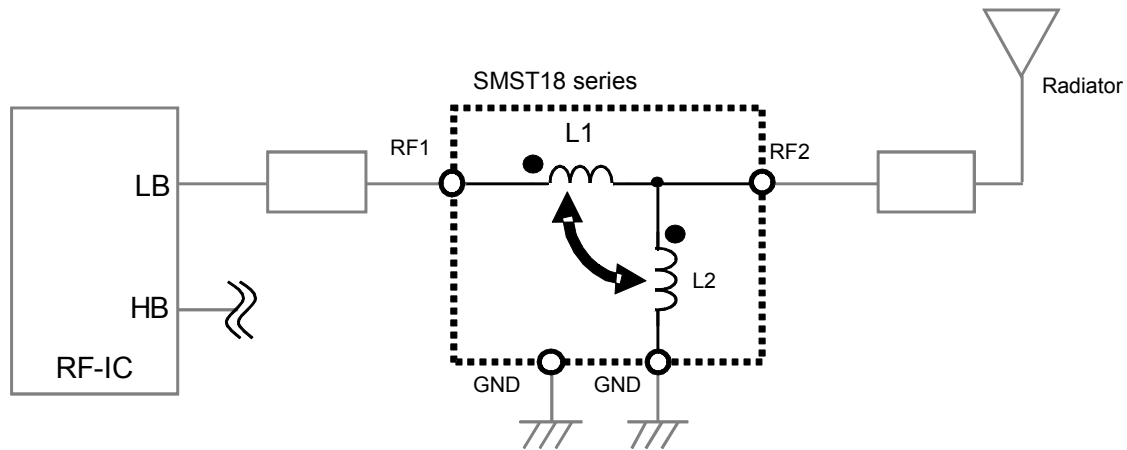 SMST18 series
Radiator
L1
RF1
RF2
LB
L2
HB
RF-IC
GND
GND